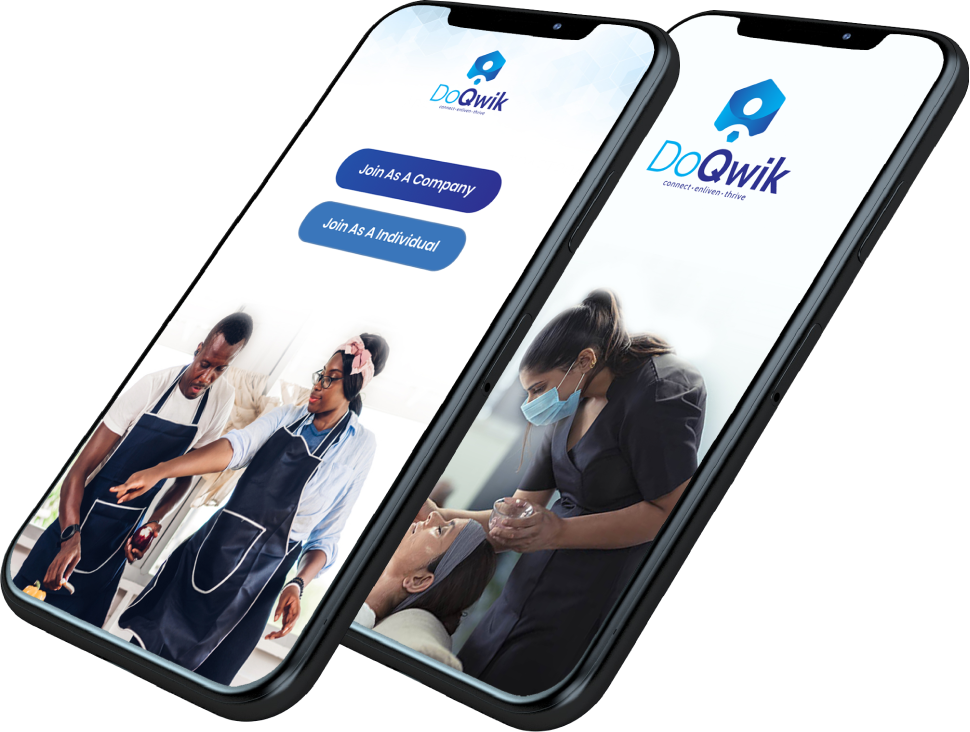 DoQwik
connect·enliven·thrive
Join As A Company
Join As A Individual
DoQwik
connect·enliven·thrive